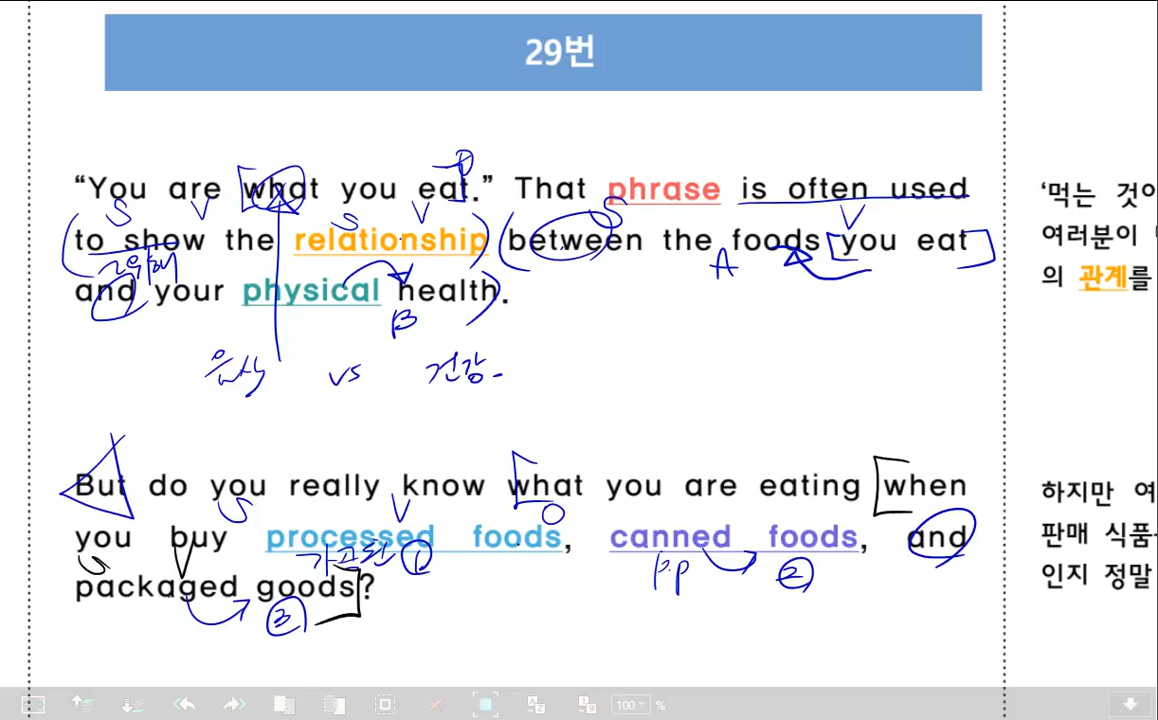 29번
“You are what you eat.” That phrase is often used
S V S V S V
to show the relationship between the foods you eat
A
and your physical health.
B
음식 vs 건강.
But do you really know what you are eating when
S V O
you buy processed foods, canned foods, and
S V 가공된 ① p.p ②
packaged goods?
③
‘먹는 것이
여러분이
의 관계를
하지만 여
판매 식품
인지 정말
100 %